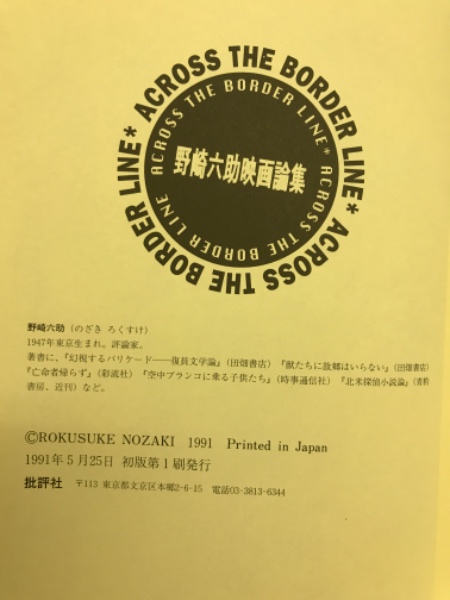 ACROSS THE BORDER LINE* ACROSS THE BORDER LINE*
ACROSS THE BORDER LINE* ACROSS THE BORDER LINE
野崎六助映画論集
野崎六助（のざき ろくすけ）
1947年東京生まれ。評論家。
著書に、『幻視するバリケード――復員文学論』（田畑書店）『獣たちに故郷はいらない』（田畑書店）
『亡命者帰らず』（彩流社）『空中ブランコに乗る子供たち』（時事通信社）『北米探偵小説論』（青豹
書房、近刊）など。
©ROKUSUKE NOZAKI 1991 Printed in Japan
1991年5月25日 初版第1刷発行
批評社 〒113 東京都文京区本郷2-6-15 電話03-3813-6344